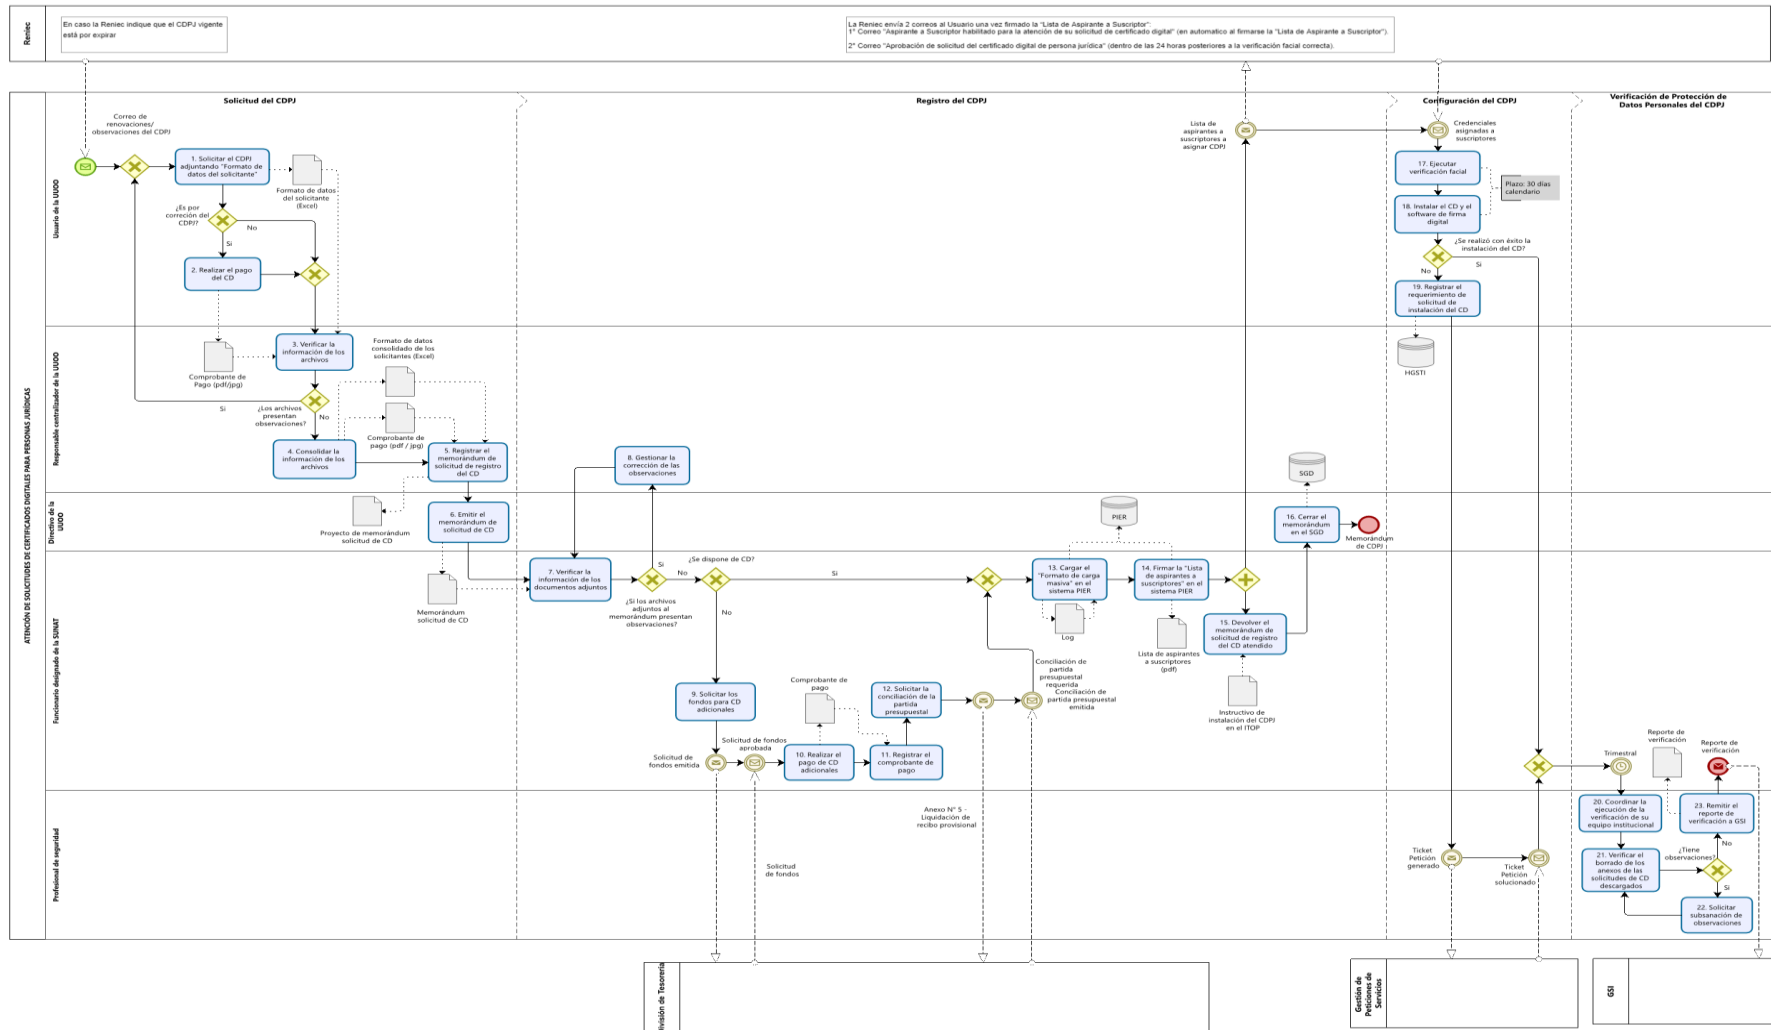 Reniec
En caso la Reniec indique que el CDPJ vigente
está por expirar
La Reniec envía 2 correos al Usuario una vez firmado la "Lista de Aspirante a Suscriptor":
1° Correo "Aspirante a Suscriptor habilitado para la atención de su solicitud de certificado digital" (en automatico al firmarse la "Lista de Aspirante a Suscriptor").
2° Correo "Aprobación de solicitud del certificado digital de persona jurídica" (dentro de las 24 horas posteriores a la verificación facial correcta).
ATENCIÓN DE SOLICITUDES DE CERTIFICADOS DIGITALES PARA PERSONAS JURÍDICAS
Solicitud del CDPJ
Registro del CDPJ
Configuración del CDPJ
Verificación de Protección de
Datos Personales del CDPJ
Usuario de la UUOO
Correo de
renovaciones/
observaciones del CDPJ
1. Solicitar el CDPJ
adjuntando "Formato de
datos del solicitante"
Formato de datos
del solicitante
(Excel)
¿Es por
correción del
CDPJ?
No
Si
2. Realizar el pago
del CD
Lista de
aspirantes a
suscriptores a
asignar CDPJ
Credenciales
asignadas a
suscriptores
17. Ejecutar
verificación facial
Plazo: 30 días
calendario
18. Instalar el CD y el
software de firma
digital
¿Se realizó con éxito la
instalación del CD?
No
Si
19. Registrar el
requerimiento de
solicitud de
instalación del CD
Responsable centralizador de la UUOO
3. Verificar la
información de los
archivos
Comprobante de
Pago (pdf/jpg)
Formato de datos
consolidado de los
solicitantes (Excel)
Si
¿Los archivos
presentan
observaciones?
No
Comprobante de
pago (pdf / jpg)
4. Consolidar la
información de los
archivos
5. Registrar el
memorándum de
solicitud de registro
del CD
8. Gestionar la
corrección de las
observaciones
SGD
HGSTI
Directivo de la
UUOO
Proyecto de memorándum
solicitud de CD
6. Emitir el
memorándum de
solicitud de CD
PIER
16. Cerrar el
memorándum
en el SGD
Memorándum
de CDPJ
Funcionario designado de la SUNAT
Memorándum
solicitud de CD
7. Verificar la
información de los
documentos adjuntos
Si
No
¿Si los archivos
adjuntos al
memorándum presentan
observaciones?
¿Se dispone de CD?
Si
No
13. Cargar el
"Formato de carga
masiva" en el
sistema PIER
Log
14. Firmar la "Lista
de aspirantes a
suscriptores" en el
sistema PIER
Lista de aspirantes
a suscriptores
(pdf)
15. Devolver el
memorándum de
solicitud de registro
del CD atendido
Instructivo de
instalación del CDPJ
en el ITOP
9. Solicitar los
fondos para CD
adicionales
Solicitud de
fondos emitida
Solicitud de fondos
aprobada
Comprobante de
pago
10. Realizar el
pago de CD
adicionales
11. Registrar el
comprobante de
pago
12. Solicitar la
conciliación de la
partida
presupuestal
Conciliación de
partida
presupuestal
requerida
Conciliación de
partida presupuestal
emitida
Trimestral
Reporte de
verificación
Reporte de
verificación
Profesional de seguridad
Solicitud
de fondos
Anexo N° 5 -
Liquidación de
recibo provisional
Ticket
Petición
generado
Ticket
Petición
solucionado
20. Coordinar la
ejecución de la
verificación de su
equipo institucional
21. Verificar el
borrado de los
anexos de las
solicitudes de CD
descargados
¿Tiene
observaciones?
No
Si
22. Solicitar
subsanación de
observaciones
23. Remitir el
reporte de
verificación a GSI
División de Tesorería
Gestión de
Peticiones de
Servicios
GSI